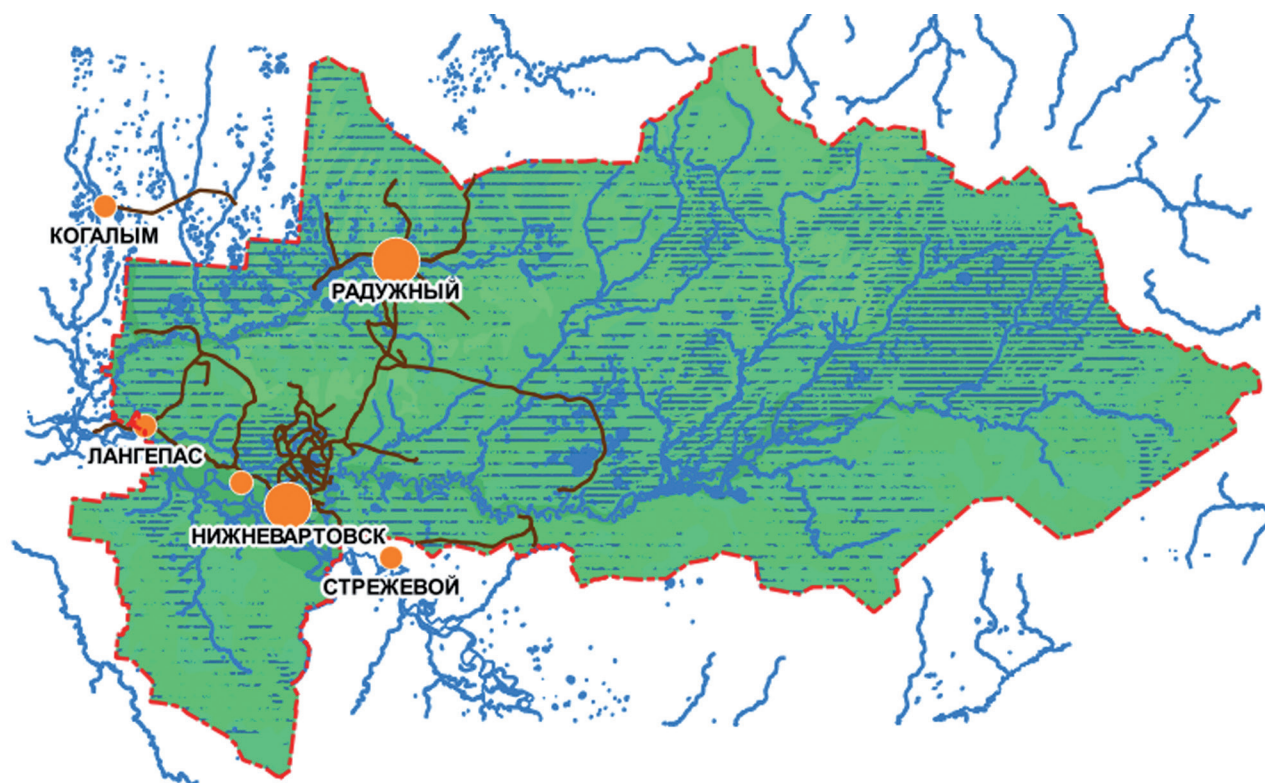 КОГАЛЫМ
РАДУЖНЫЙ
ЛАНГЕПАС
НИЖНЕВАРТОВСК
СТРЕЖЕВОЙ